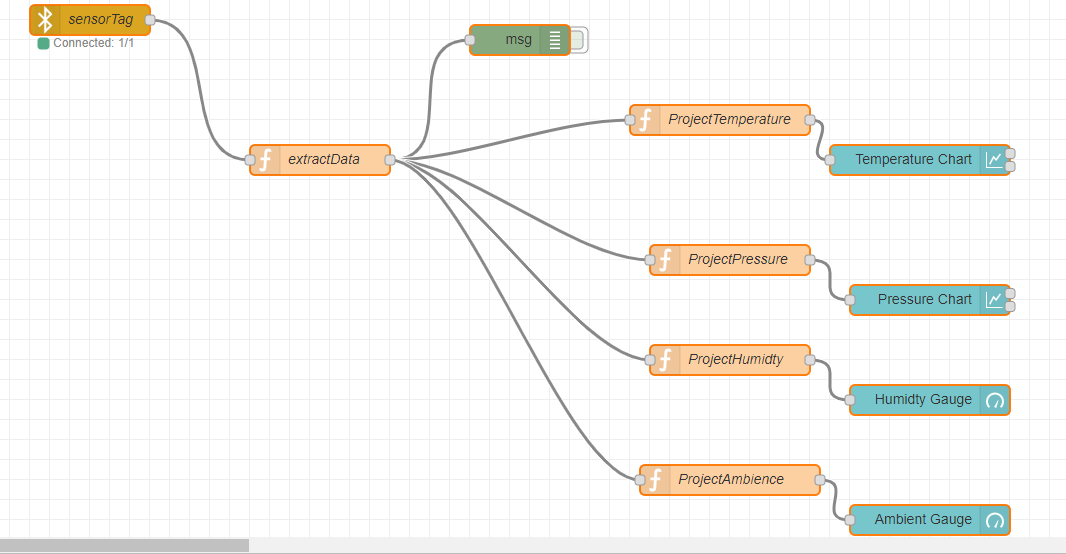 sensorTag
Connected: 1/1
msg
ProjectTemperature
extractData
Temperature Chart
ProjectPressure
Pressure Chart
ProjectHumidty
Humidty Gauge
ProjectAmbience
Ambient Gauge